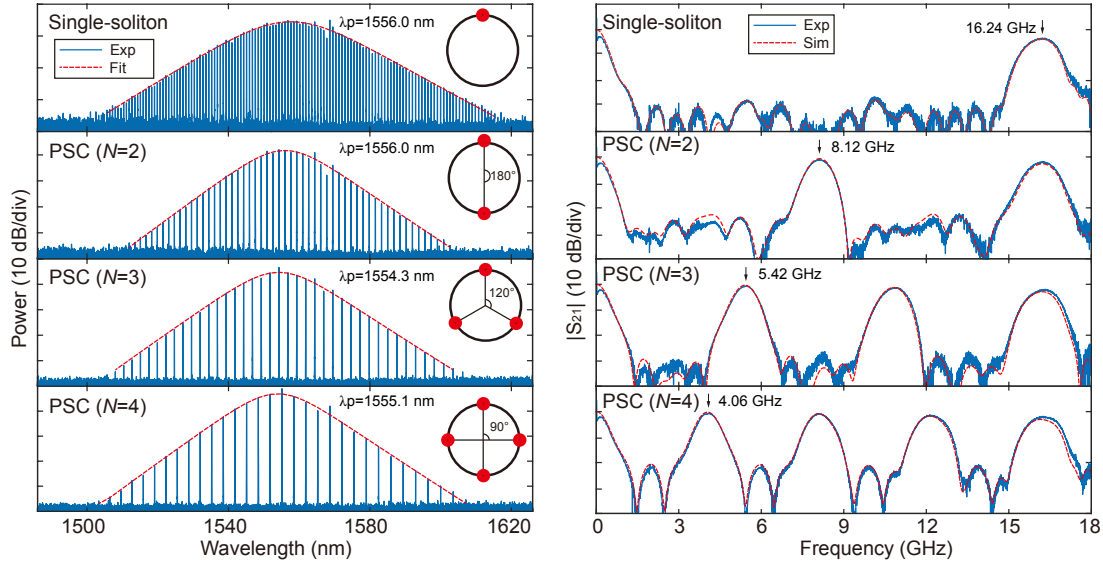 Single-soliton
λp=1556.0 nm
Exp
Fit
PSC (N=2)
λp=1556.0 nm
180°
PSC (N=3)
λp=1554.3 nm
120°
PSC (N=4)
λp=1555.1 nm
90°
Power (10 dB/div)
1500 1540 1580 1620
Wavelength (nm)
Single-soliton
Exp
Sim
16.24 GHz
PSC (N=2)
8.12 GHz
PSC (N=3)
5.42 GHz
PSC (N=4)
4.06 GHz
|S21| (10 dB/div)
0 3 6 9 12 15 18
Frequency (GHz)